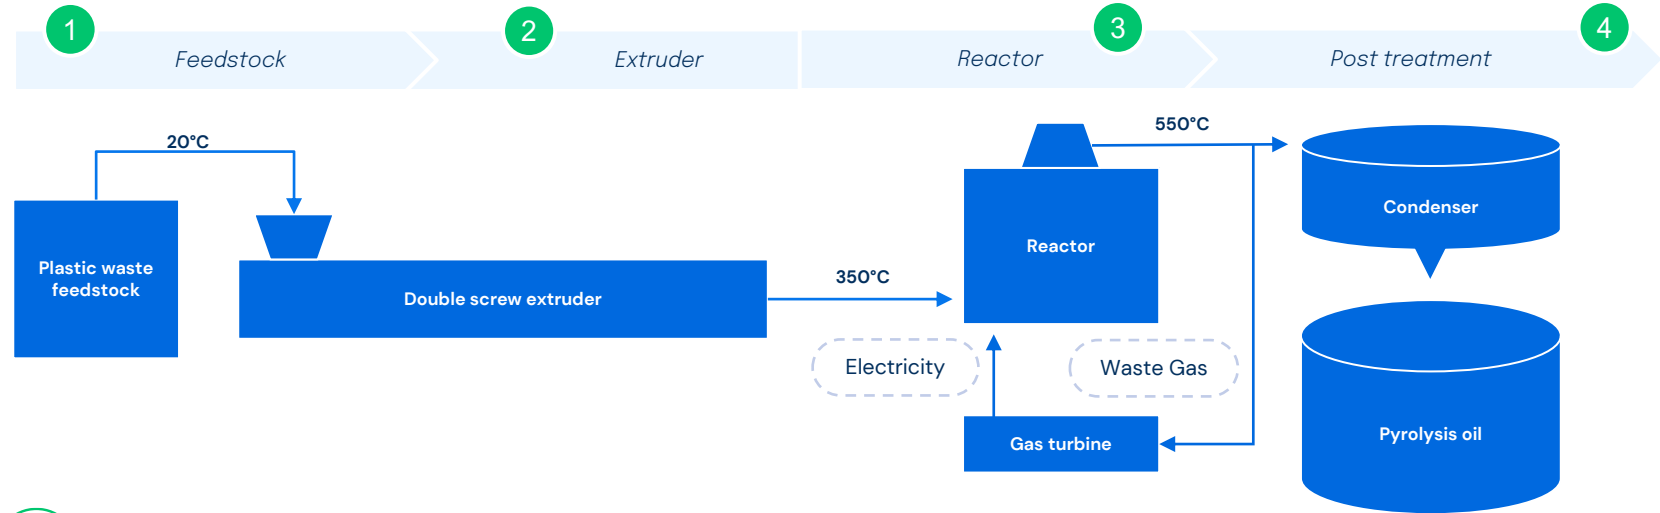 1
Feedstock
2
Extruder
Reactor
3
Post treatment
4
20°C
Plastic waste
feedstock
Double screw extruder
350°C
Reactor
550°C
Condenser
Electricity
Waste Gas
Gas turbine
Pyrolysis oil